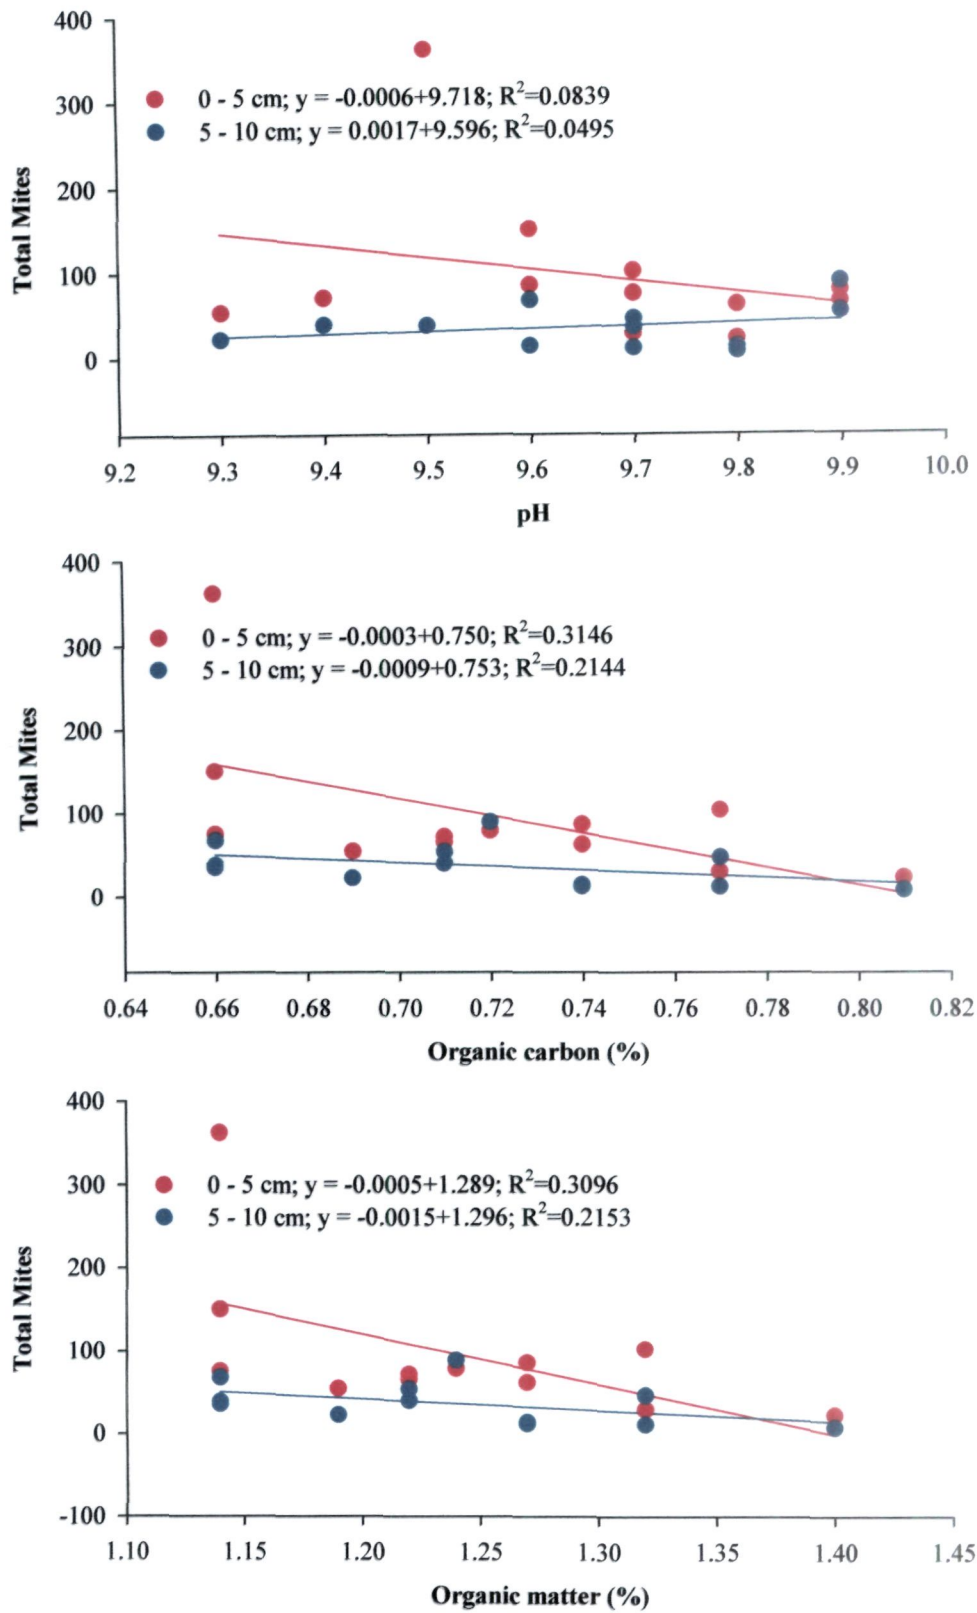 400
0 - 5 cm; y = -0.0006+9.718; R²=0.0839
300
5 - 10 cm; y = 0.0017+9.596; R²=0.0495
200
100
0
Total Mites
9.2 9.3 9.4 9.5 9.6 9.7 9.8 9.9 10.0
pH
400
0 - 5 cm; y = -0.0003+0.750; R²=0.3146
300
5 - 10 cm; y = -0.0009+0.753; R²=0.2144
200
100
0
Total Mites
0.64 0.66 0.68 0.70 0.72 0.74 0.76 0.78 0.80 0.82
Organic carbon (%)
400
300
0 - 5 cm; y = -0.0005+1.289; R²=0.3096
5 - 10 cm; y = -0.0015+1.296; R²=0.2153
200
100
0
-100
Total Mites
1.10 1.15 1.20 1.25 1.30 1.35 1.40 1.45
Organic matter (%)